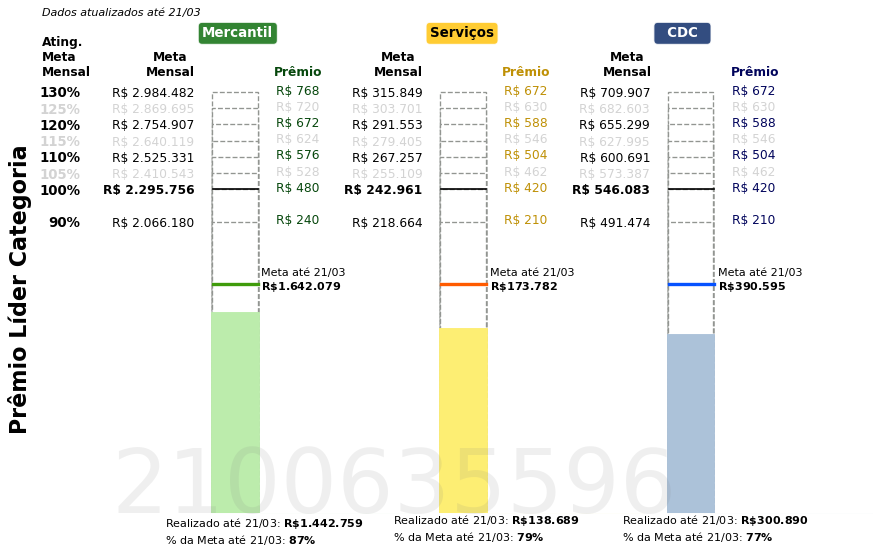 Dados atualizados até 21/03
Mercantil Serviços CDC
Ating. Meta Mensal Meta Mensal Prêmio Meta Mensal Prêmio Meta Mensal Prêmio
130% R$ 2.984.482 R$ 768 R$ 315.849 R$ 672 R$ 709.907 R$ 672
125% R$ 2.869.695 R$ 720 R$ 303.701 R$ 630 R$ 682.603 R$ 630
120% R$ 2.754.907 R$ 672 R$ 291.553 R$ 588 R$ 655.299 R$ 588
115% R$ 2.640.119 R$ 624 R$ 279.405 R$ 546 R$ 627.995 R$ 546
110% R$ 2.525.331 R$ 576 R$ 267.257 R$ 504 R$ 600.691 R$ 504
105% R$ 2.410.543 R$ 528 R$ 255.109 R$ 462 R$ 573.387 R$ 462
100% R$ 2.295.756 R$ 480 R$ 242.961 R$ 420 R$ 546.083 R$ 420
90% R$ 2.066.180 R$ 240 R$ 218.664 R$ 210 R$ 491.474 R$ 210
Prêmio Líder Categoria
Meta até 21/03 Meta até 21/03 Meta até 21/03
R$1.642.079 R$173.782 R$390.595
2100635596
Realizado até 21/03: R$1.442.759 Realizado até 21/03: R$138.689 Realizado até 21/03: R$300.890
% da Meta até 21/03: 87% % da Meta até 21/03: 79% % da Meta até 21/03: 77%